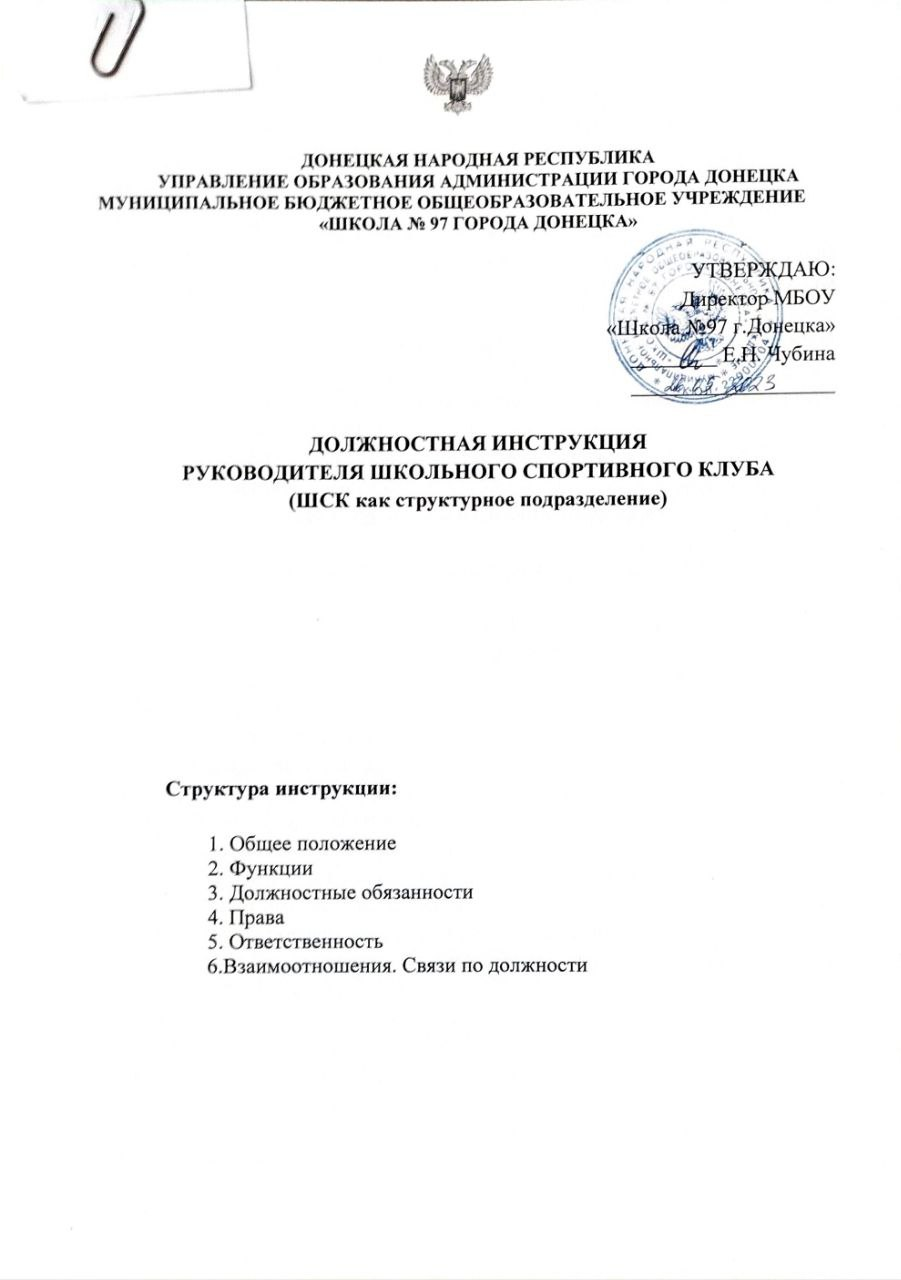 ДОНЕЦКАЯ НАРОДНАЯ РЕСПУБЛИКА
УПРАВЛЕНИЕ ОБРАЗОВАНИЯ АДМИНИСТРАЦИИ ГОРОДА ДОНЕЦКА
МУНИЦИПАЛЬНОЕ БЮДЖЕТНОЕ ОБЩЕОБРАЗОВАТЕЛЬНОЕ УЧРЕЖДЕНИЕ
«ШКОЛА № 97 ГОРОДА ДОНЕЦКА»
УТВЕРЖДАЮ:
Директор МБОУ
«Школа №97 г.Донецка»
Е.Н. Чубина
2023
ДОЛЖНОСТНАЯ ИНСТРУКЦИЯ
РУКОВОДИТЕЛЯ ШКОЛЬНОГО СПОРТИВНОГО КЛУБА
(ШСК как структурное подразделение)
Структура инструкции:
1. Общее положение
2. Функции
3. Должностные обязанности
4. Права
5. Ответственность
6.Взаимоотношения. Связи по должности